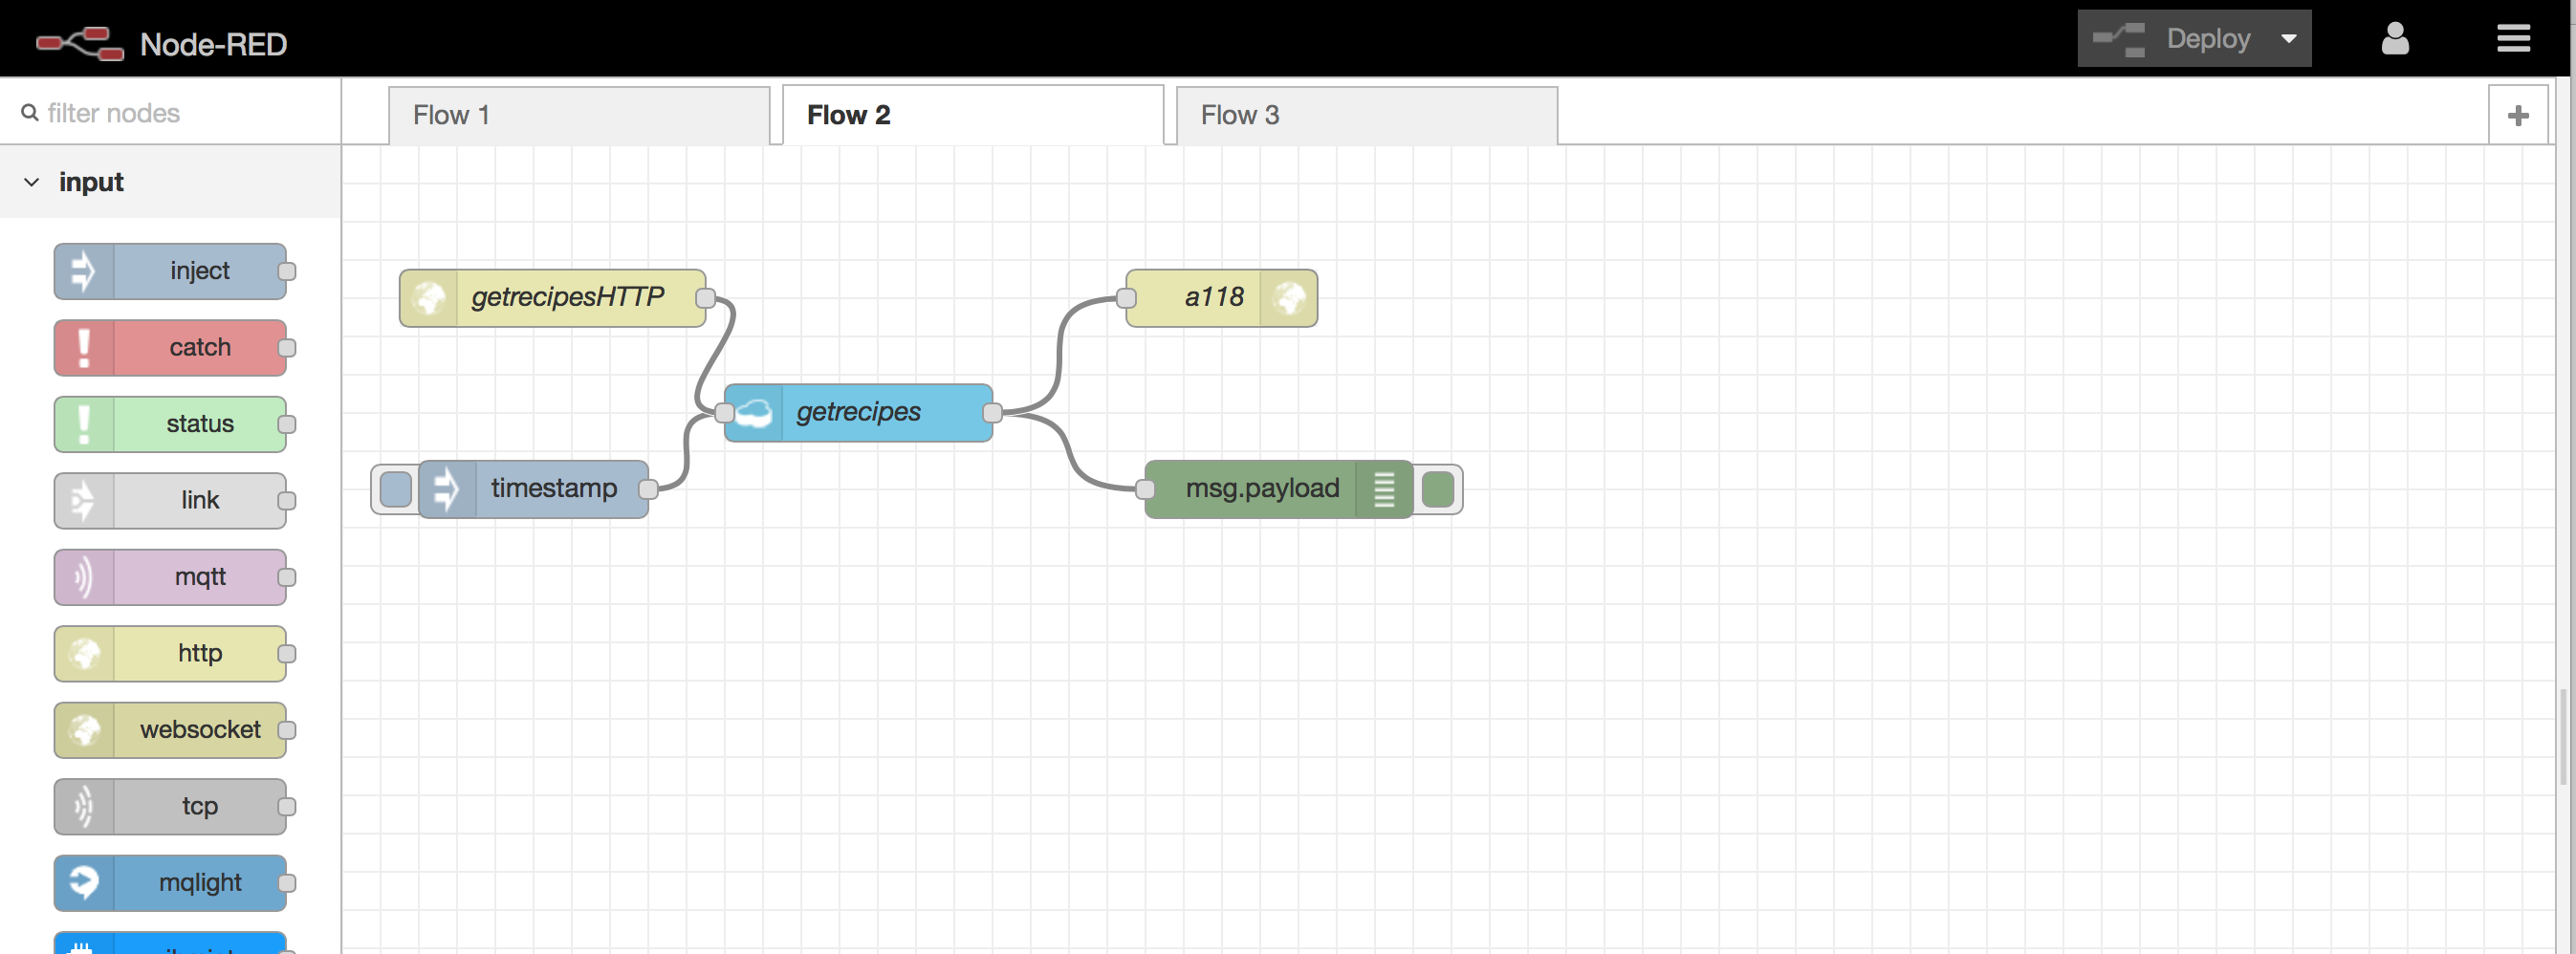 Node-RED
Deploy
filter nodes
Flow 1
Flow 2
Flow 3
input
inject
catch
status
link
mqtt
http
websocket
tcp
mqlight
getrecipesHTTP
a118
getrecipes
timestamp
msg.payload